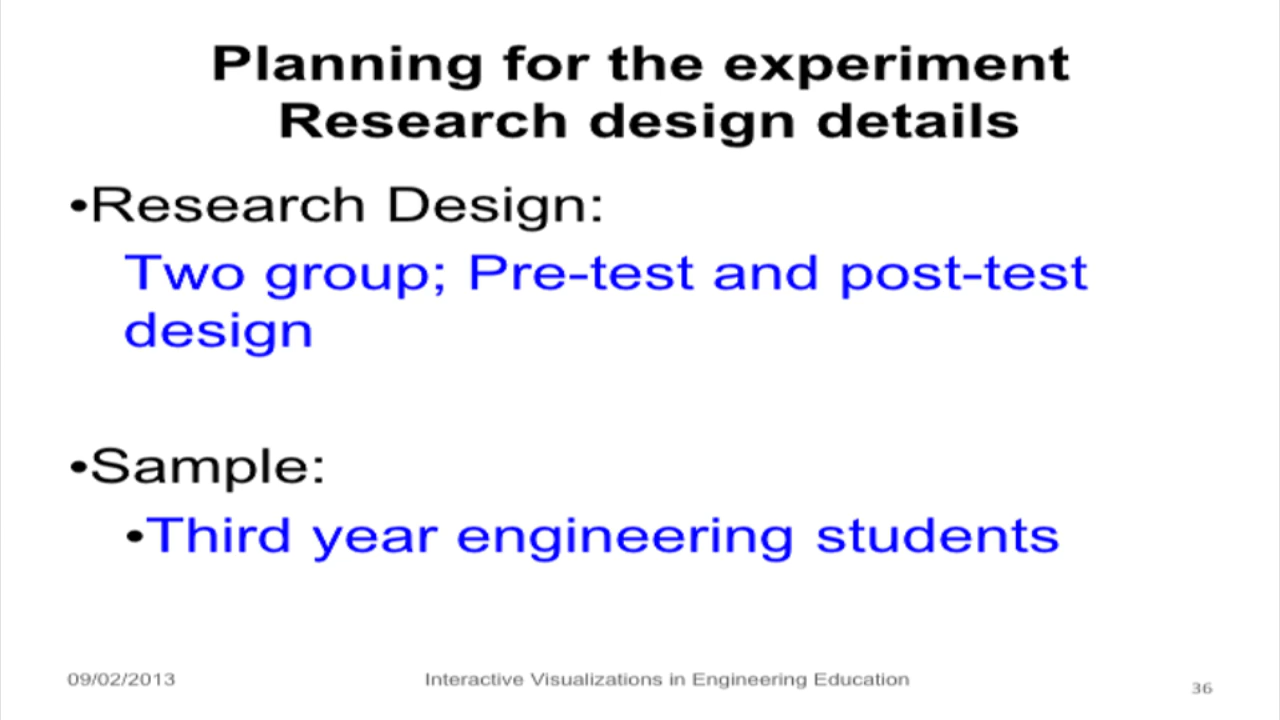 Planning for the experiment
Research design details
•Research Design:
Two group; Pre-test and post-test
design
•Sample:
•Third year engineering students
09/02/2013
Interactive Visualizations in Engineering Education
36